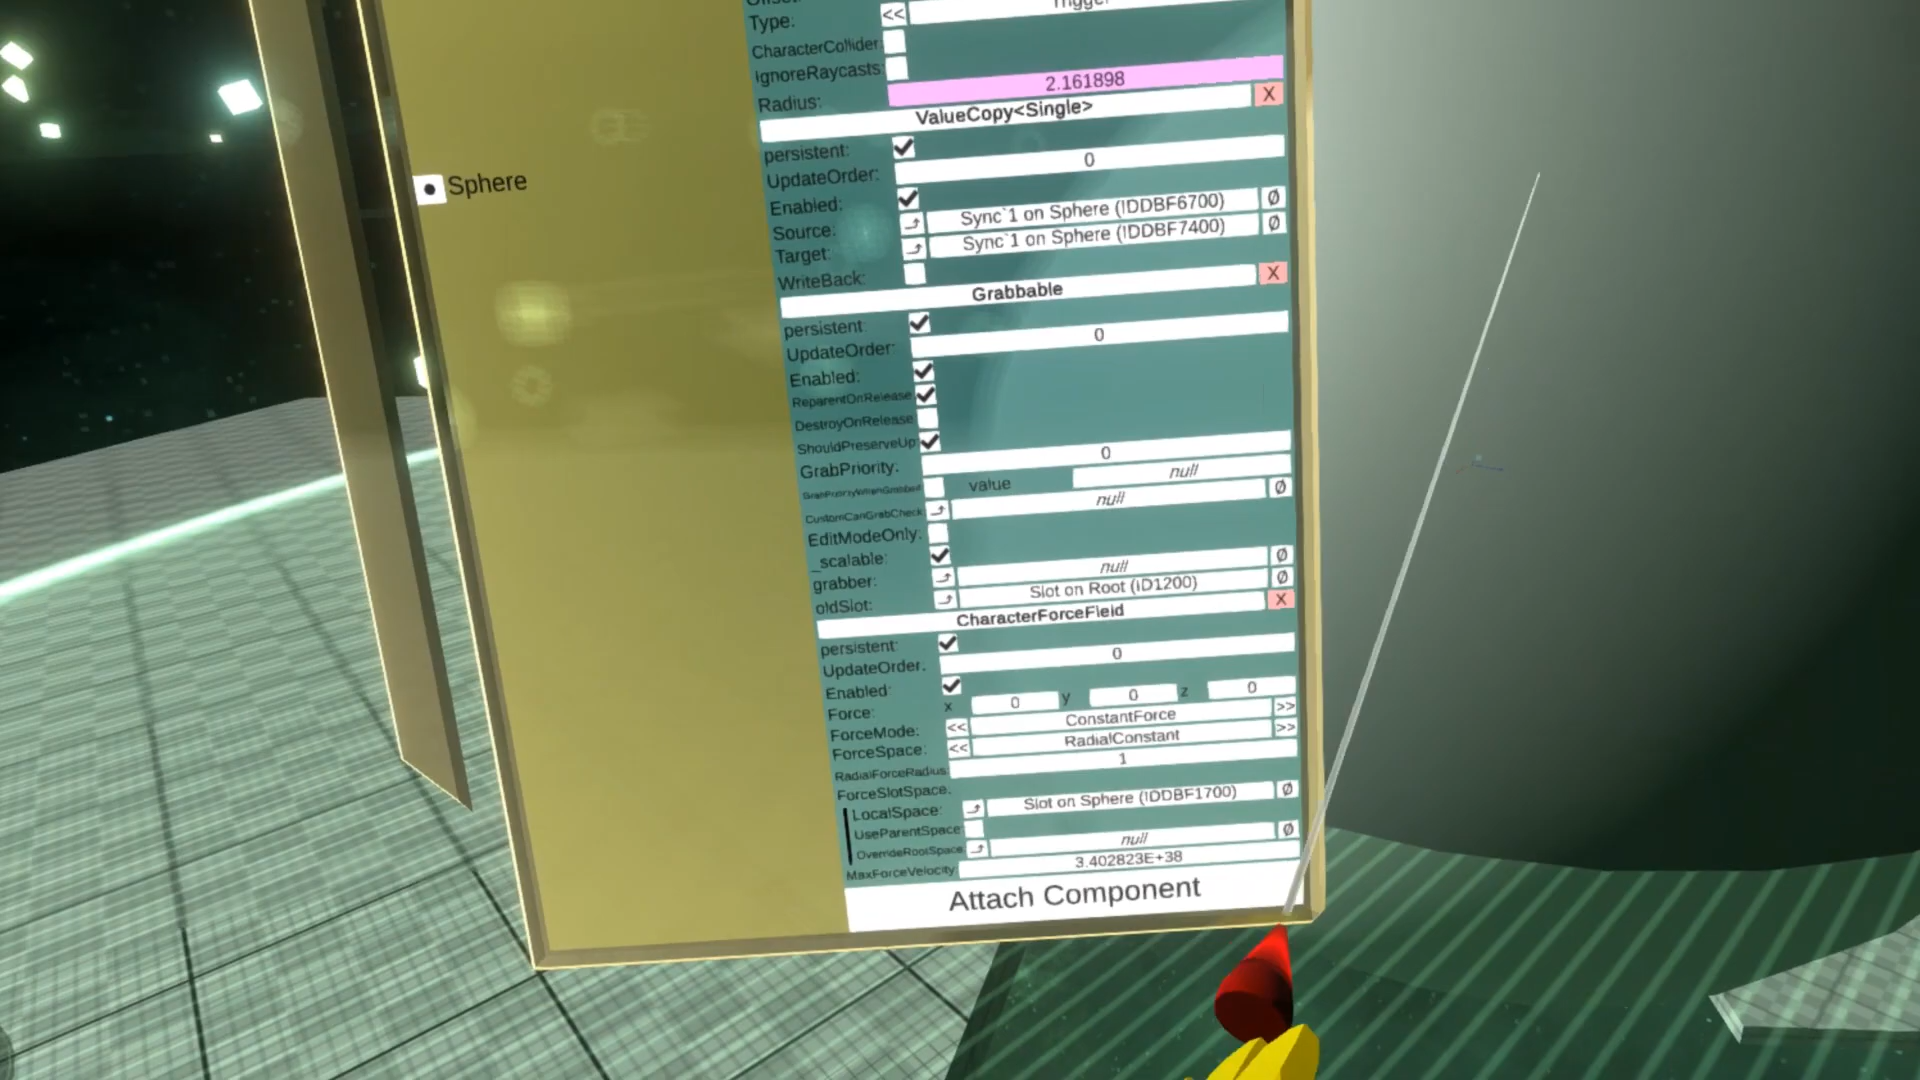 Offset:
Type: << Trigger
CharacterCollider:
IgnoreRaycasts:
Radius: 2.161898
ValueCopy<Single> X
persistent:
UpdateOrder: 0
Enabled:
Source: Sync`1 on Sphere (IDDBF6700) Ø
Target: Sync`1 on Sphere (IDDBF7400) Ø
WriteBack:
Grabbable X
persistent:
UpdateOrder: 0
Enabled:
ReparentOnRelease
DestroyOnRelease
ShouldPreserveUp
GrabPriority: 0
GrabPriorityWhenGrabbed value null
CustomCanGrabCheck null Ø
EditModeOnly:
_scalable:
grabber: null Ø
oldSlot: Slot on Root (ID1200) Ø
CharacterForceField X
persistent:
UpdateOrder: 0
Enabled:
Force: x 0 y 0 z 0
ForceMode: << ConstantForce >>
ForceSpace: << RadialConstant >>
RadialForceRadius: 1
ForceSlotSpace:
LocalSpace: Slot on Sphere (IDDBF1700) Ø
UseParentSpace:
OverrideRootSpace: null Ø
MaxForceVelocity 3.402823E+38
Attach Component
Sphere